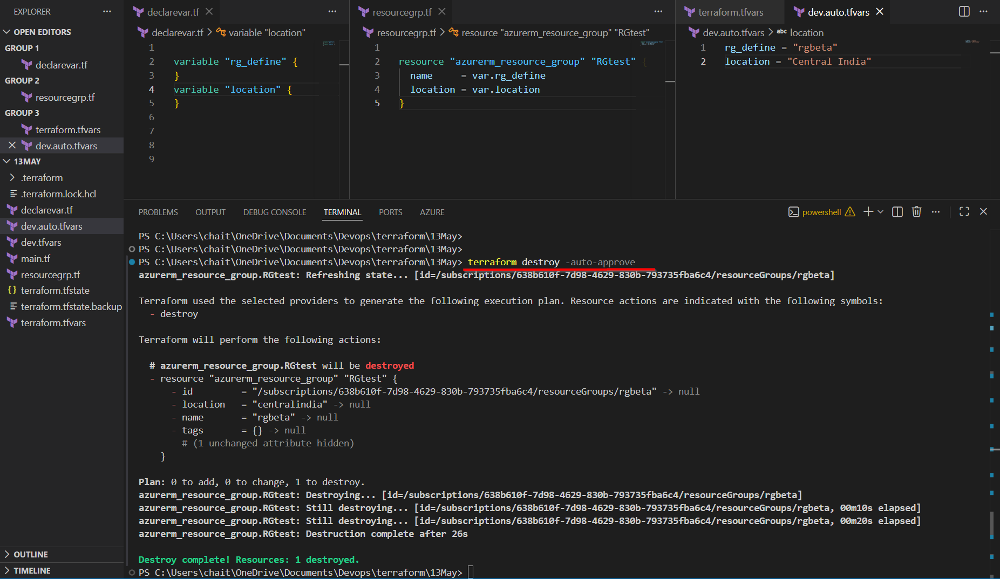 EXPLORER
OPEN EDITORS
GROUP 1
declarevar.tf
GROUP 2
resourcegrp.tf
GROUP 3
terraform.tfvars
dev.auto.tfvars
13MAY
.terraform
.terraform.lock.hcl
declarevar.tf
dev.auto.tfvars
dev.tfvars
main.tf
resourcegrp.tf
terraform.tfstate
terraform.tfstate.backup
terraform.tfvars
OUTLINE
TIMELINE
declarevar.tf
declarevar.tf > variable "location"
1
2 variable "rg_define" {
3 }
4 variable "location" {
5 }
6
7
8
9
resourcegrp.tf
resourcegrp.tf > resource "azurerm_resource_group" "RGtest"
1
2 resource "azurerm_resource_group" "RGtest" {
3 name = var.rg_define
4 location = var.location
5 }
terraform.tfvars dev.auto.tfvars
dev.auto.tfvars > abc location
1 rg_define = "rgbeta"
2 location = "Central India"
PROBLEMS OUTPUT DEBUG CONSOLE TERMINAL PORTS AZURE powershell
PS C:\Users\chait\OneDrive\Documents\Devops\terraform\13May>
PS C:\Users\chait\OneDrive\Documents\Devops\terraform\13May>
PS C:\Users\chait\OneDrive\Documents\Devops\terraform\13May> terraform destroy -auto-approve
azurerm_resource_group.RGtest: Refreshing state... [id=/subscriptions/638b610f-7d98-4629-830b-793735fba6c4/resourceGroups/rgbeta]
Terraform used the selected providers to generate the following execution plan. Resource actions are indicated with the following symbols:
- destroy
Terraform will perform the following actions:
# azurerm_resource_group.RGtest will be destroyed
- resource "azurerm_resource_group" "RGtest" {
- id = "/subscriptions/638b610f-7d98-4629-830b-793735fba6c4/resourceGroups/rgbeta" -> null
- location = "centralindia" -> null
- name = "rgbeta" -> null
- tags = {} -> null
# (1 unchanged attribute hidden)
}
Plan: 0 to add, 0 to change, 1 to destroy.
azurerm_resource_group.RGtest: Destroying... [id=/subscriptions/638b610f-7d98-4629-830b-793735fba6c4/resourceGroups/rgbeta]
azurerm_resource_group.RGtest: Still destroying... [id=/subscriptions/638b610f-7d98-4629-830b-793735fba6c4/resourceGroups/rgbeta, 00m10s elapsed]
azurerm_resource_group.RGtest: Still destroying... [id=/subscriptions/638b610f-7d98-4629-830b-793735fba6c4/resourceGroups/rgbeta, 00m20s elapsed]
azurerm_resource_group.RGtest: Destruction complete after 26s
Destroy complete! Resources: 1 destroyed.
PS C:\Users\chait\OneDrive\Documents\Devops\terraform\13May>